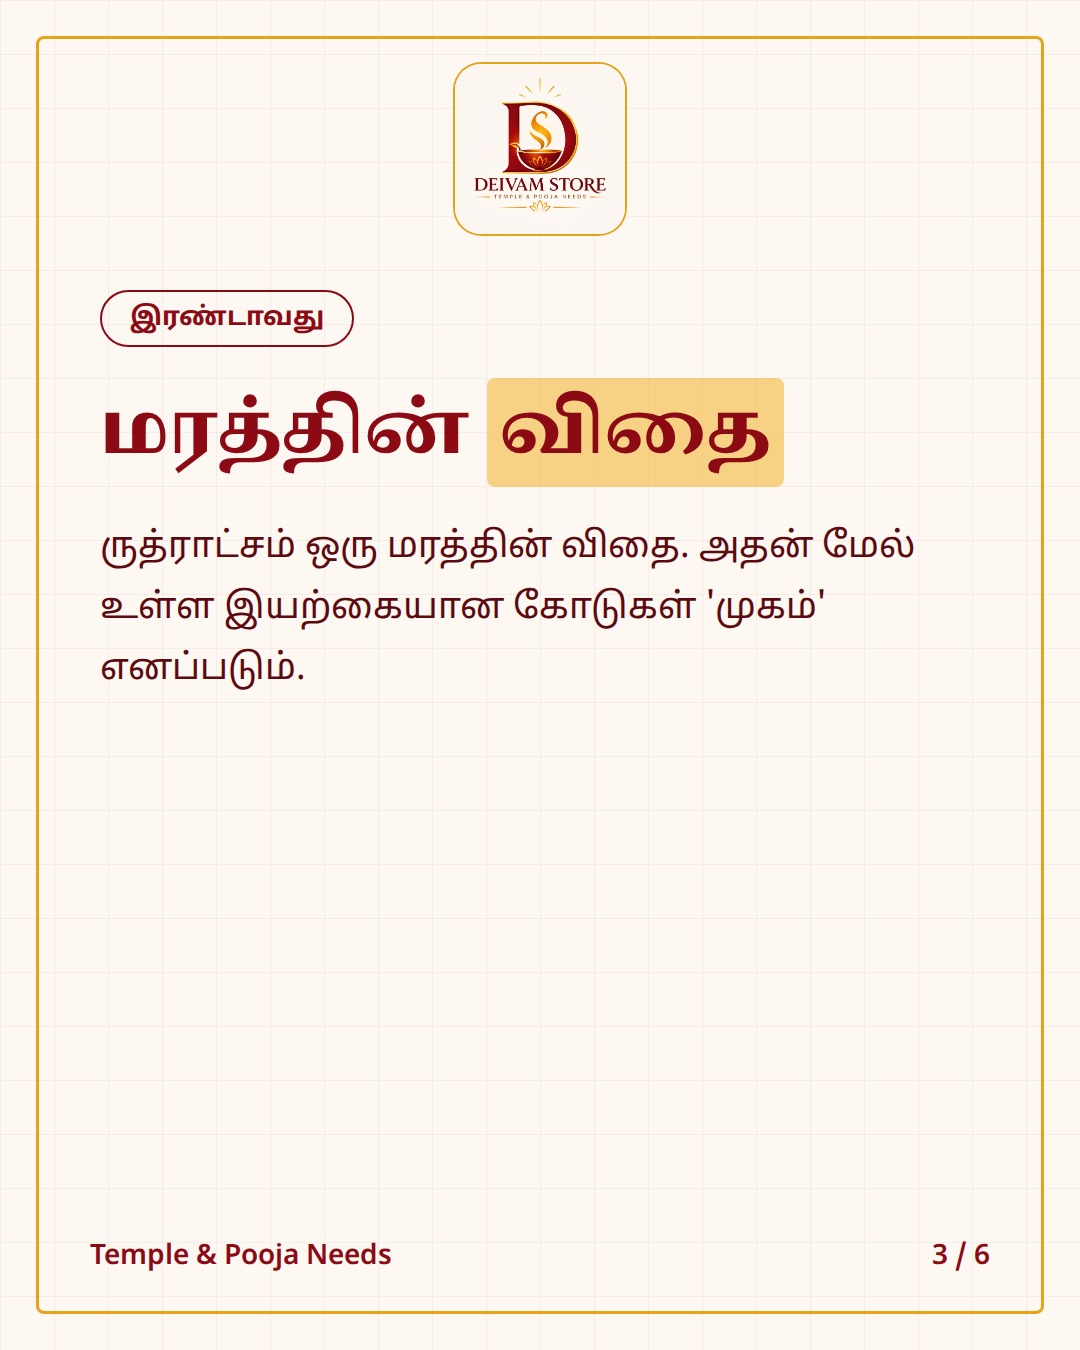 DEIVAM STORE
TEMPLE & POOJA NEEDS
இரண்டாவது
மரத்தின் விதை
ருத்ராட்சம் ஒரு மரத்தின் விதை. அதன் மேல்
உள்ள இயற்கையான கோடுகள் 'முகம்'
எனப்படும்.
Temple & Pooja Needs
3 / 6